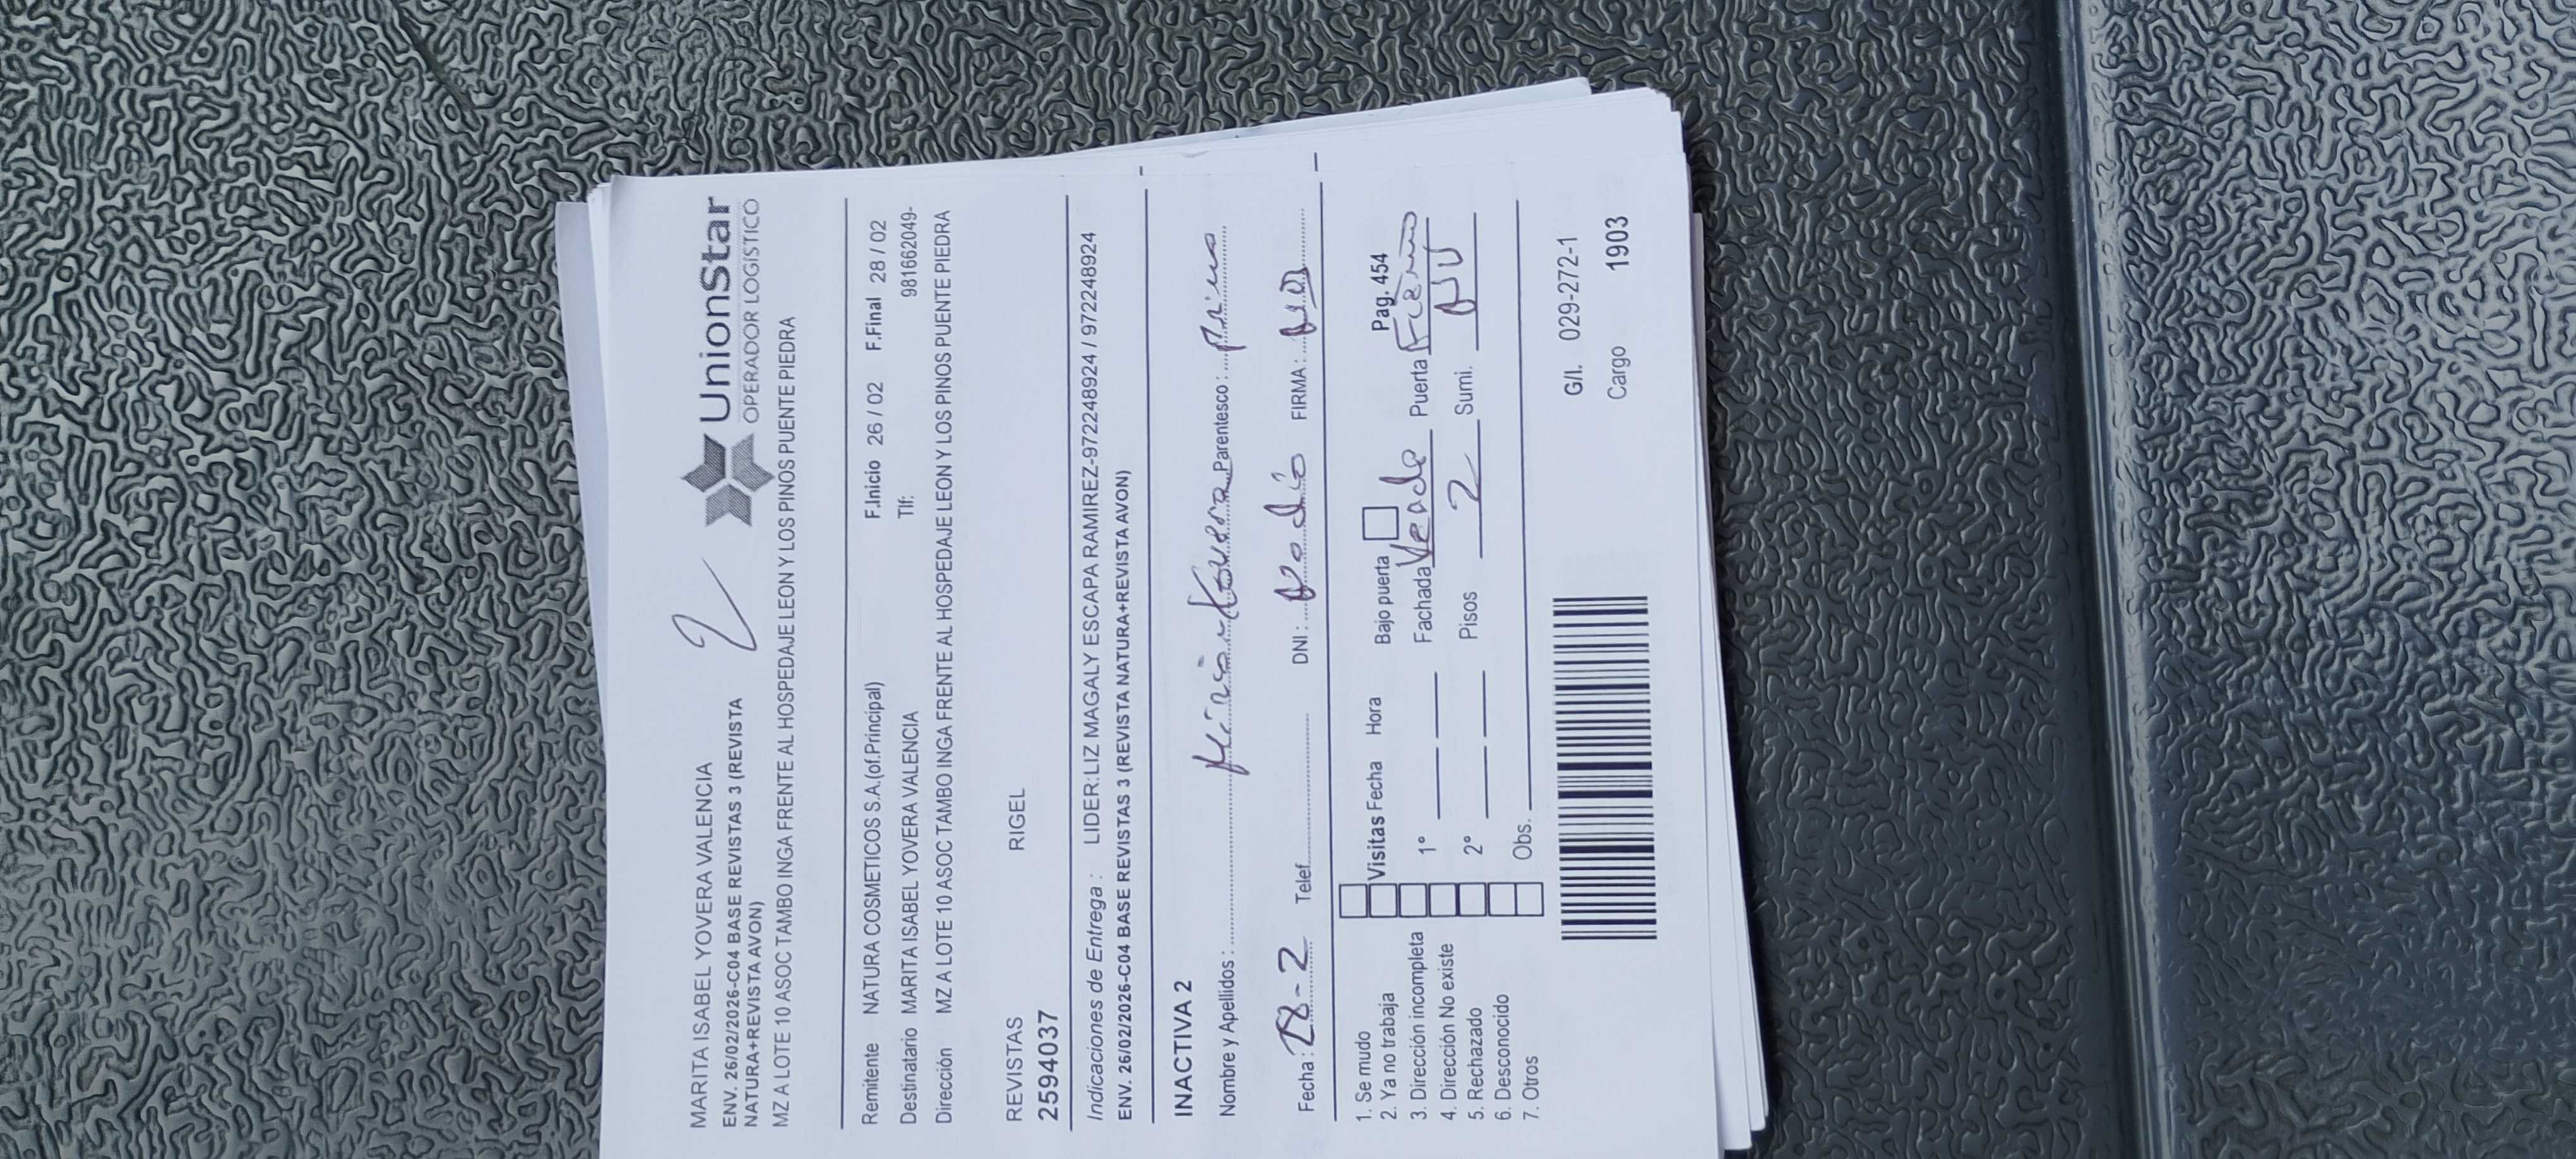 MARITA ISABEL YOVERA VALENCIA
ENV. 26/02/2026-C04 BASE REVISTAS 3 (REVISTA
NATURA+REVISTA AVON)
2
UnionStar
OPERADOR LOGÍSTICO
MZ A LOTE 10 ASOC TAMBO INGA FRENTE AL HOSPEDAJE LEON Y LOS PINOS PUENTE PIEDRA
Remitente NATURA COSMETICOS S.A.(of.Principal) F.Inicio 26 / 02 F.Final 28 / 02
Destinatario MARITA ISABEL YOVERA VALENCIA Tlf: 981662049-
Dirección MZ A LOTE 10 ASOC TAMBO INGA FRENTE AL HOSPEDAJE LEON Y LOS PINOS PUENTE PIEDRA
REVISTAS RIGEL
2594037
Indicaciones de Entrega : LIDER:LIZ MAGALY ESCAPA RAMIREZ-972248924 / 972248924
ENV. 26/02/2026-C04 BASE REVISTAS 3 (REVISTA NATURA+REVISTA AVON)
INACTIVA 2
Nombre y Apellidos : Parentesco :
Fecha : 28-2 Telef. DNI : No dio FIRMA :
1. Se mudo
2. Ya no trabaja
3. Dirección incompleta
4. Dirección No existe
5. Rechazado
6. Desconocido
7. Otros
Visitas Fecha Hora
1°
2°
Obs.
Bajo puerta Pag. 454
Fachada Puerta
Pisos 2 Sumi.
G/I. 029-272-1
Cargo 1903